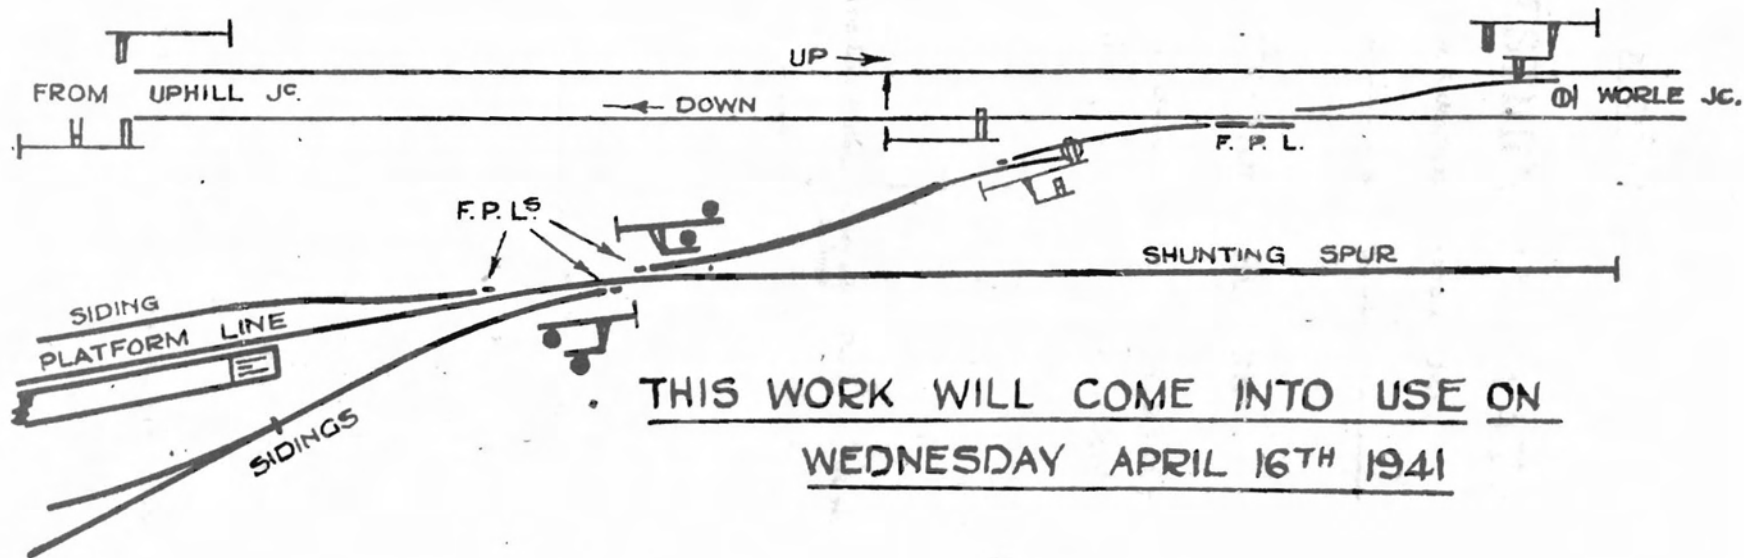 UP
FROM UPHILL JC.
DOWN
WORLE JC.
F. P. L.
F.P. LS
SHUNTING SPUR
SIDING
PLATFORM LINE
SIDINGS
THIS WORK WILL COME INTO USE ON
WEDNESDAY APRIL 16TH 1941